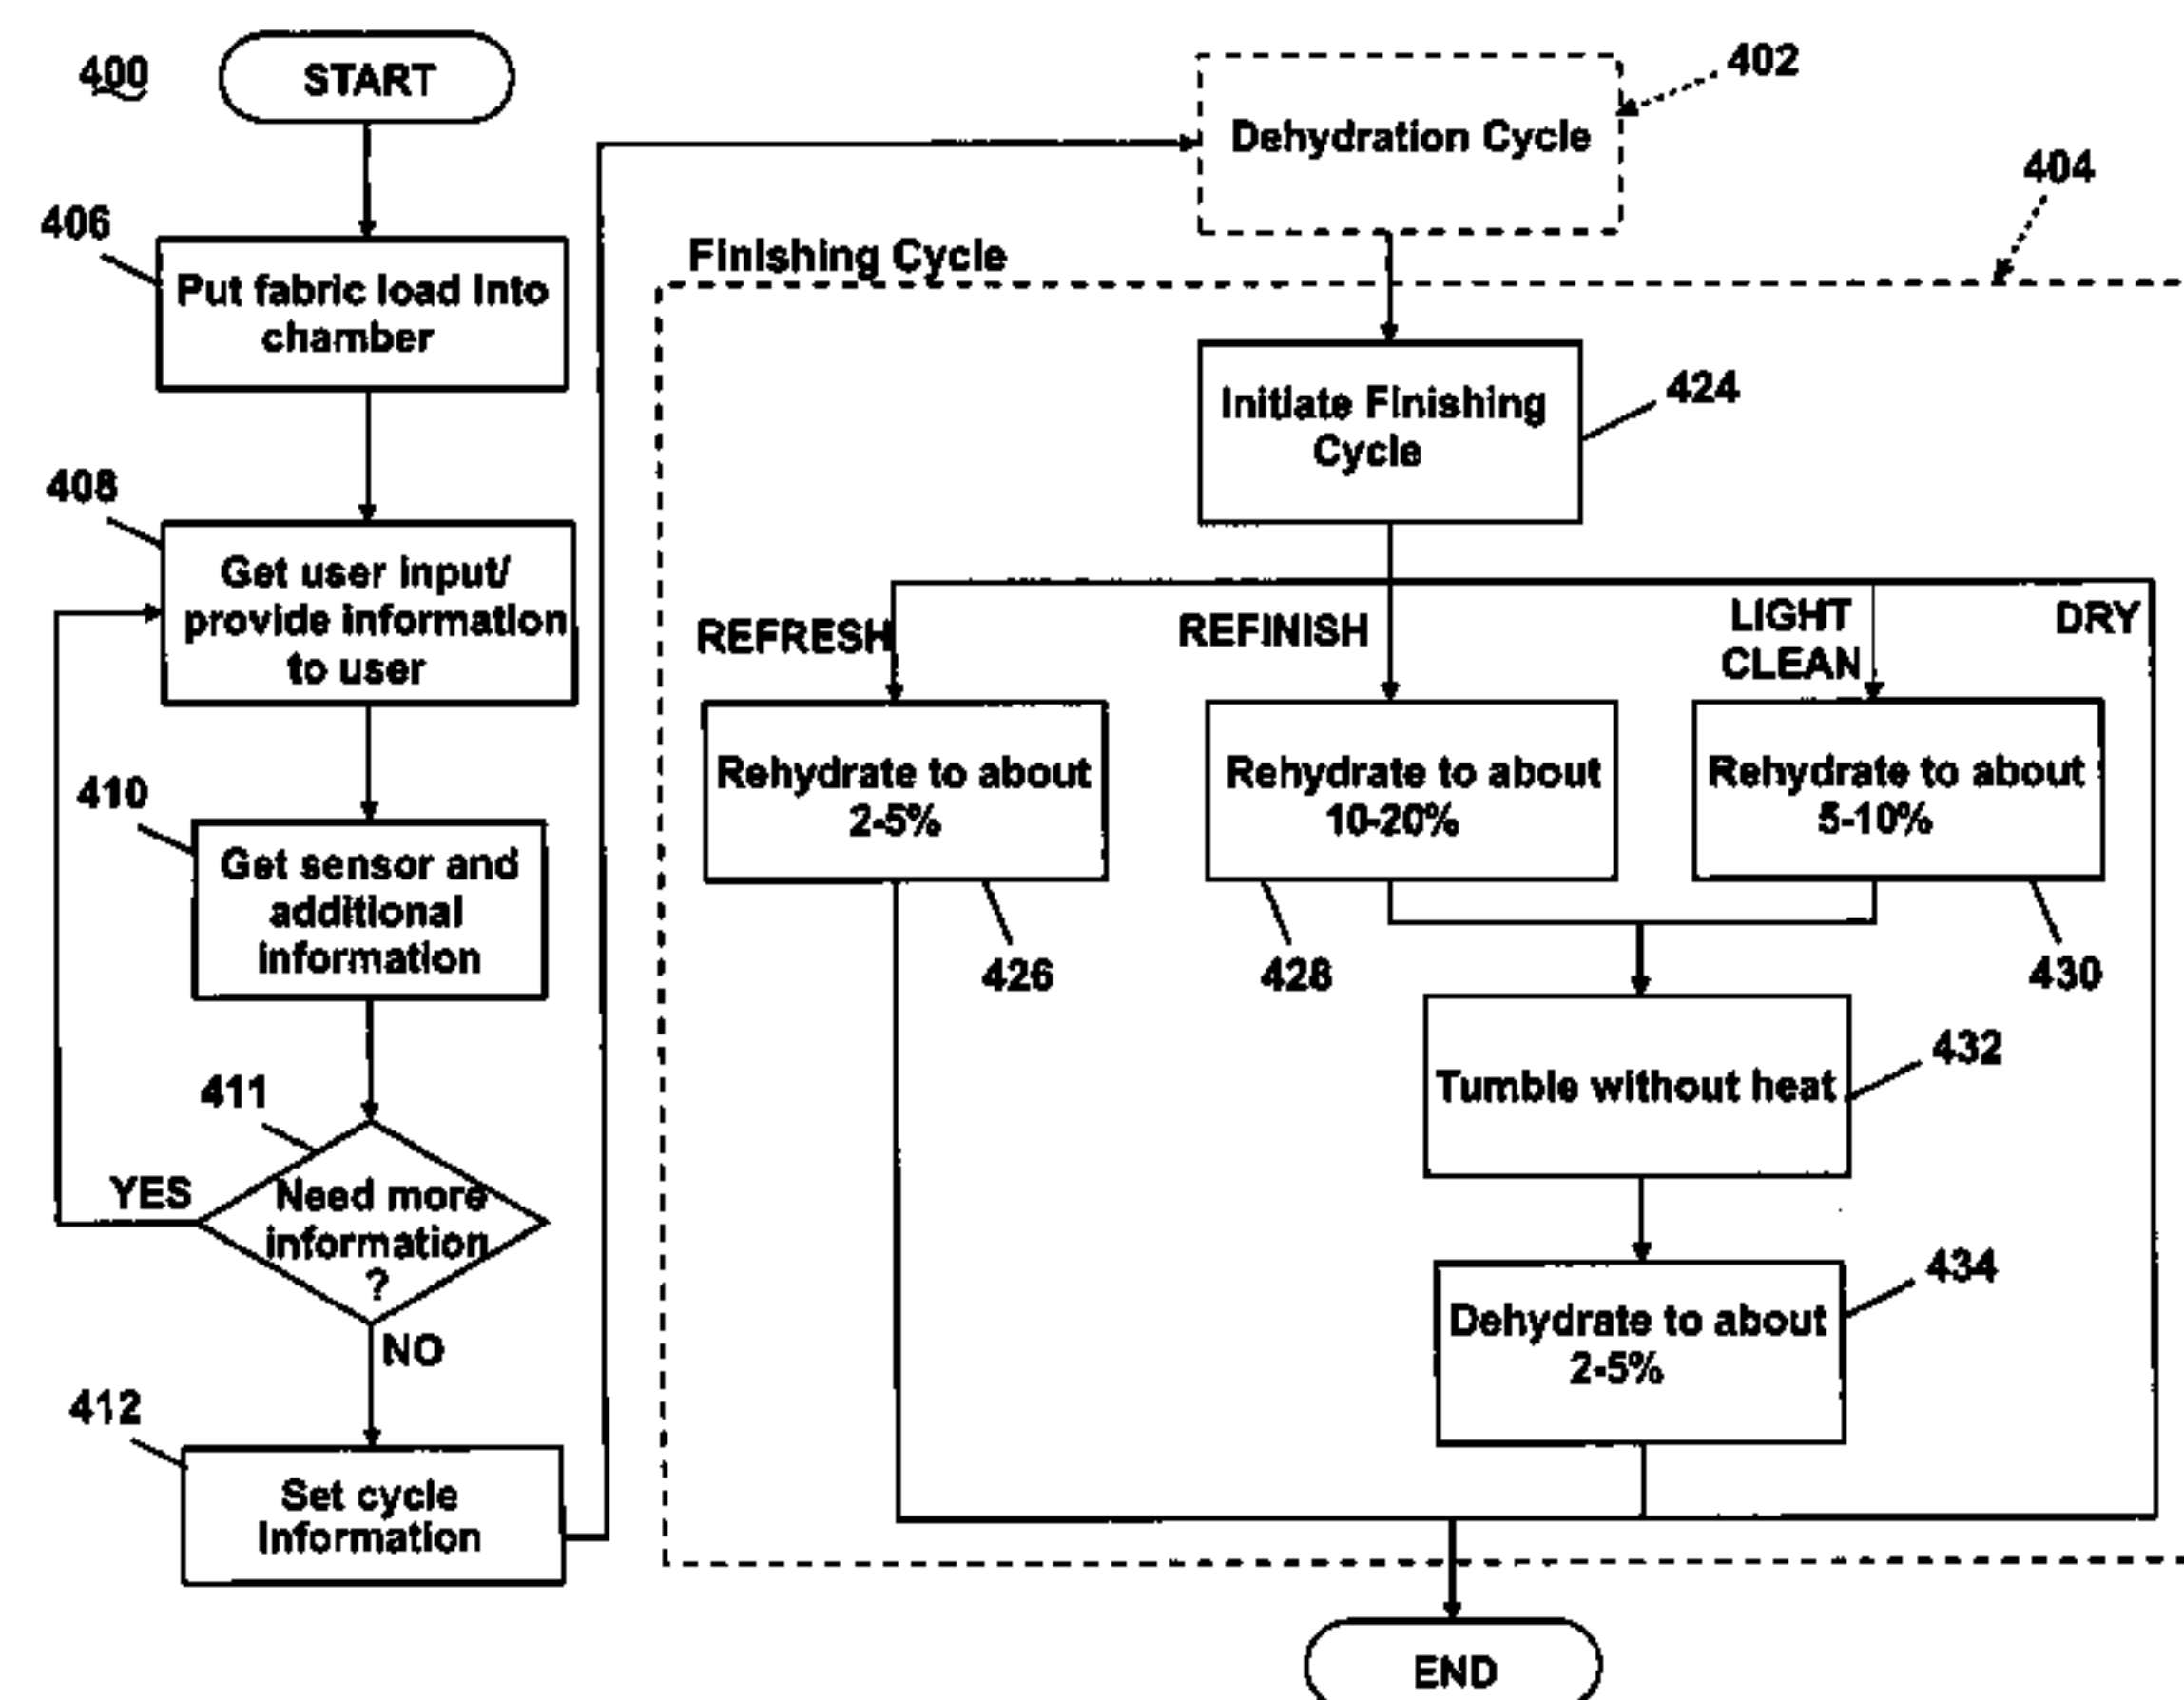 400
START
406
Put fabric load into
chamber
408
Get user input/
provide information
to user
410
Get sensor and
additional
information
411
YES
Need more
information
?
NO
412
Set cycle
Information
402
Dehydration Cycle
404
Finishing Cycle
Initiate Finishing
Cycle
424
REFRESH
REFINISH
LIGHT
CLEAN
DRY
Rehydrate to about
2-5%
426
Rehydrate to about
10-20%
428
Rehydrate to about
5-10%
430
Tumble without heat
432
Dehydrate to about
2-5%
434
END